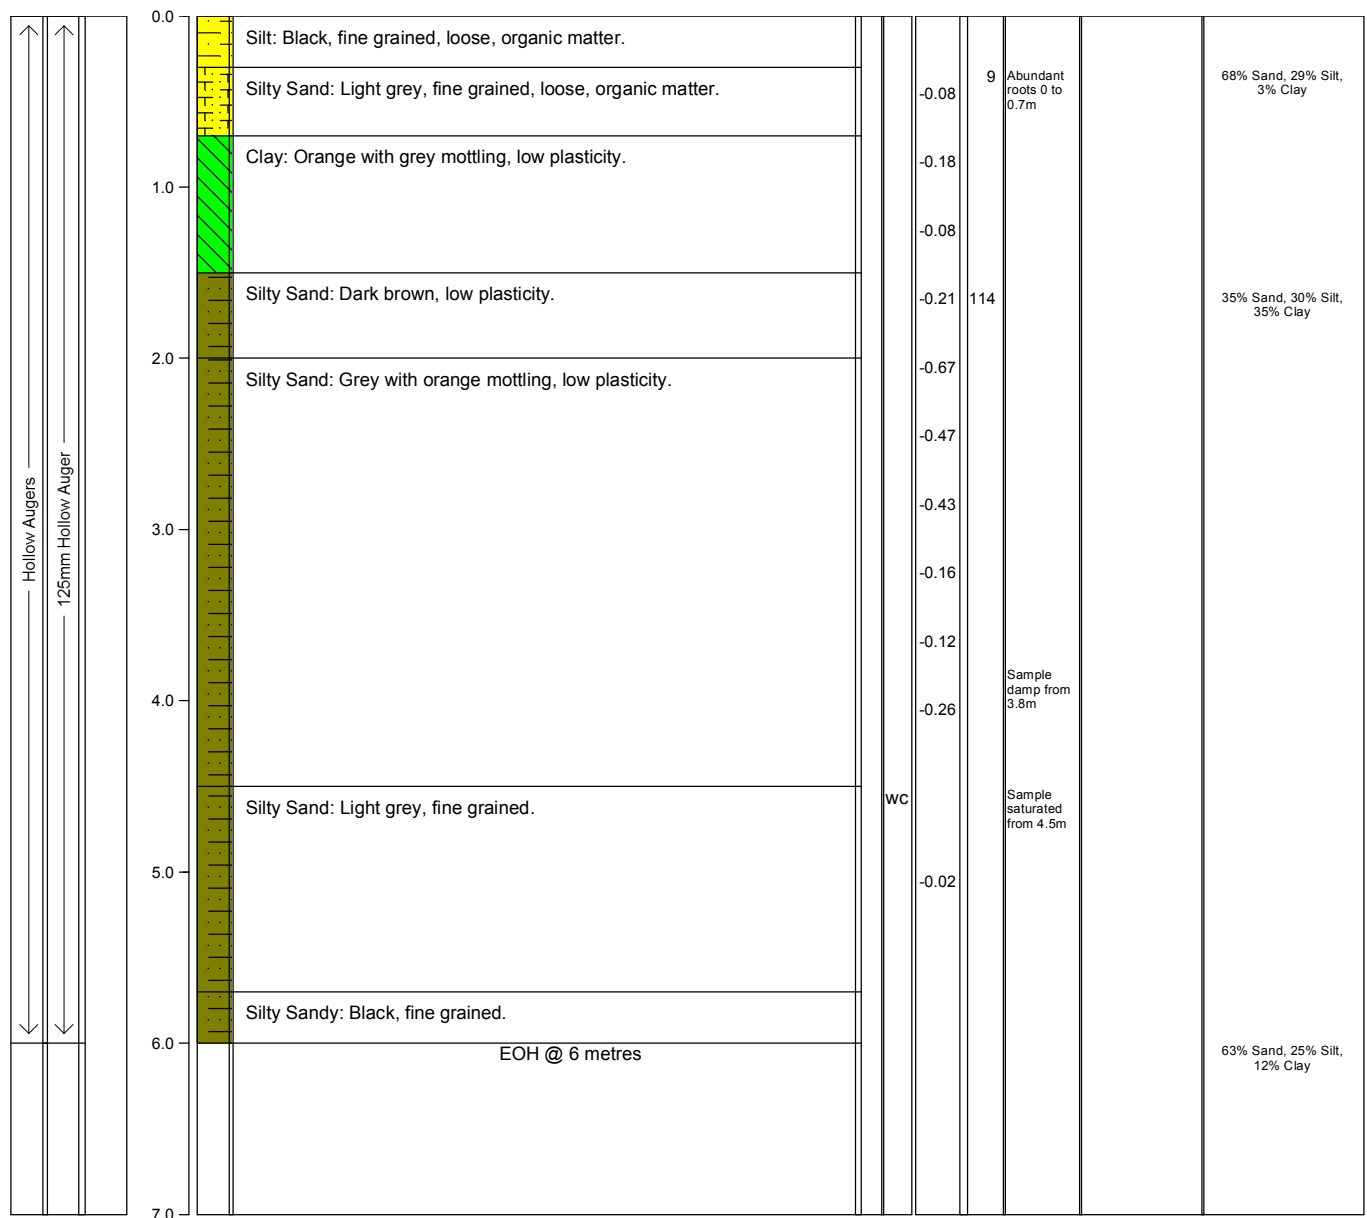 0.0
Silt: Black, fine grained, loose, organic matter.
9
Abundant
roots 0 to
0.7m
68% Sand, 29% Silt,
3% Clay
Silty Sand: Light grey, fine grained, loose, organic matter.
-0.08
Clay: Orange with grey mottling, low plasticity.
-0.18
1.0
-0.08
Silty Sand: Dark brown, low plasticity.
-0.21
114
35% Sand, 30% Silt,
35% Clay
2.0
-0.67
Silty Sand: Grey with orange mottling, low plasticity.
-0.47
Hollow Augers
125mm Hollow Auger
-0.43
3.0
-0.16
-0.12
Sample
damp from
3.8m
4.0
-0.26
Silty Sand: Light grey, fine grained.
wc
Sample
saturated
from 4.5m
5.0
-0.02
Silty Sandy: Black, fine grained.
6.0
EOH @ 6 metres
63% Sand, 25% Silt,
12% Clay
7.0